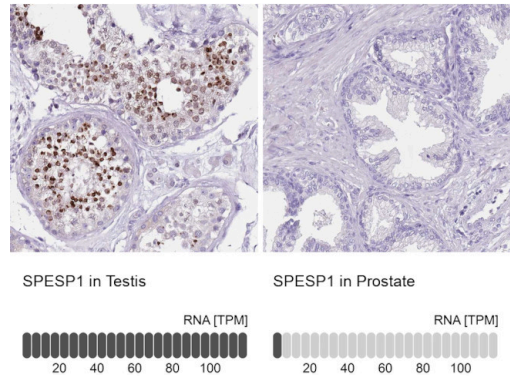 SPESP1 in Testis
SPESP1 in Prostate
RNA [TPM]
RNA [TPM]
20 40 60 80 100
20 40 60 80 100